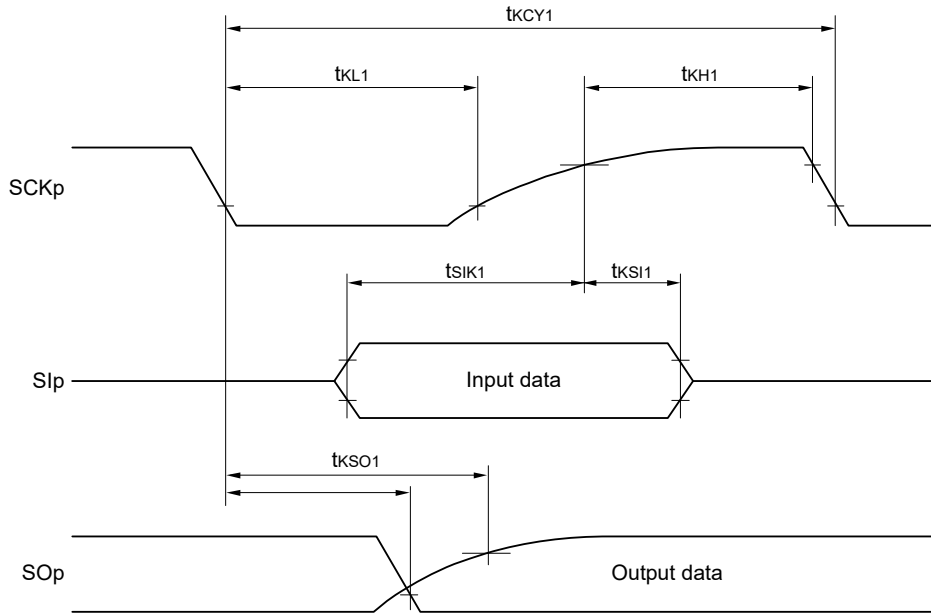 tKCY1
tKL1
tKH1
SCKp
tSIK1
tKSI1
SIp
Input data
tKSO1
SOp
Output data